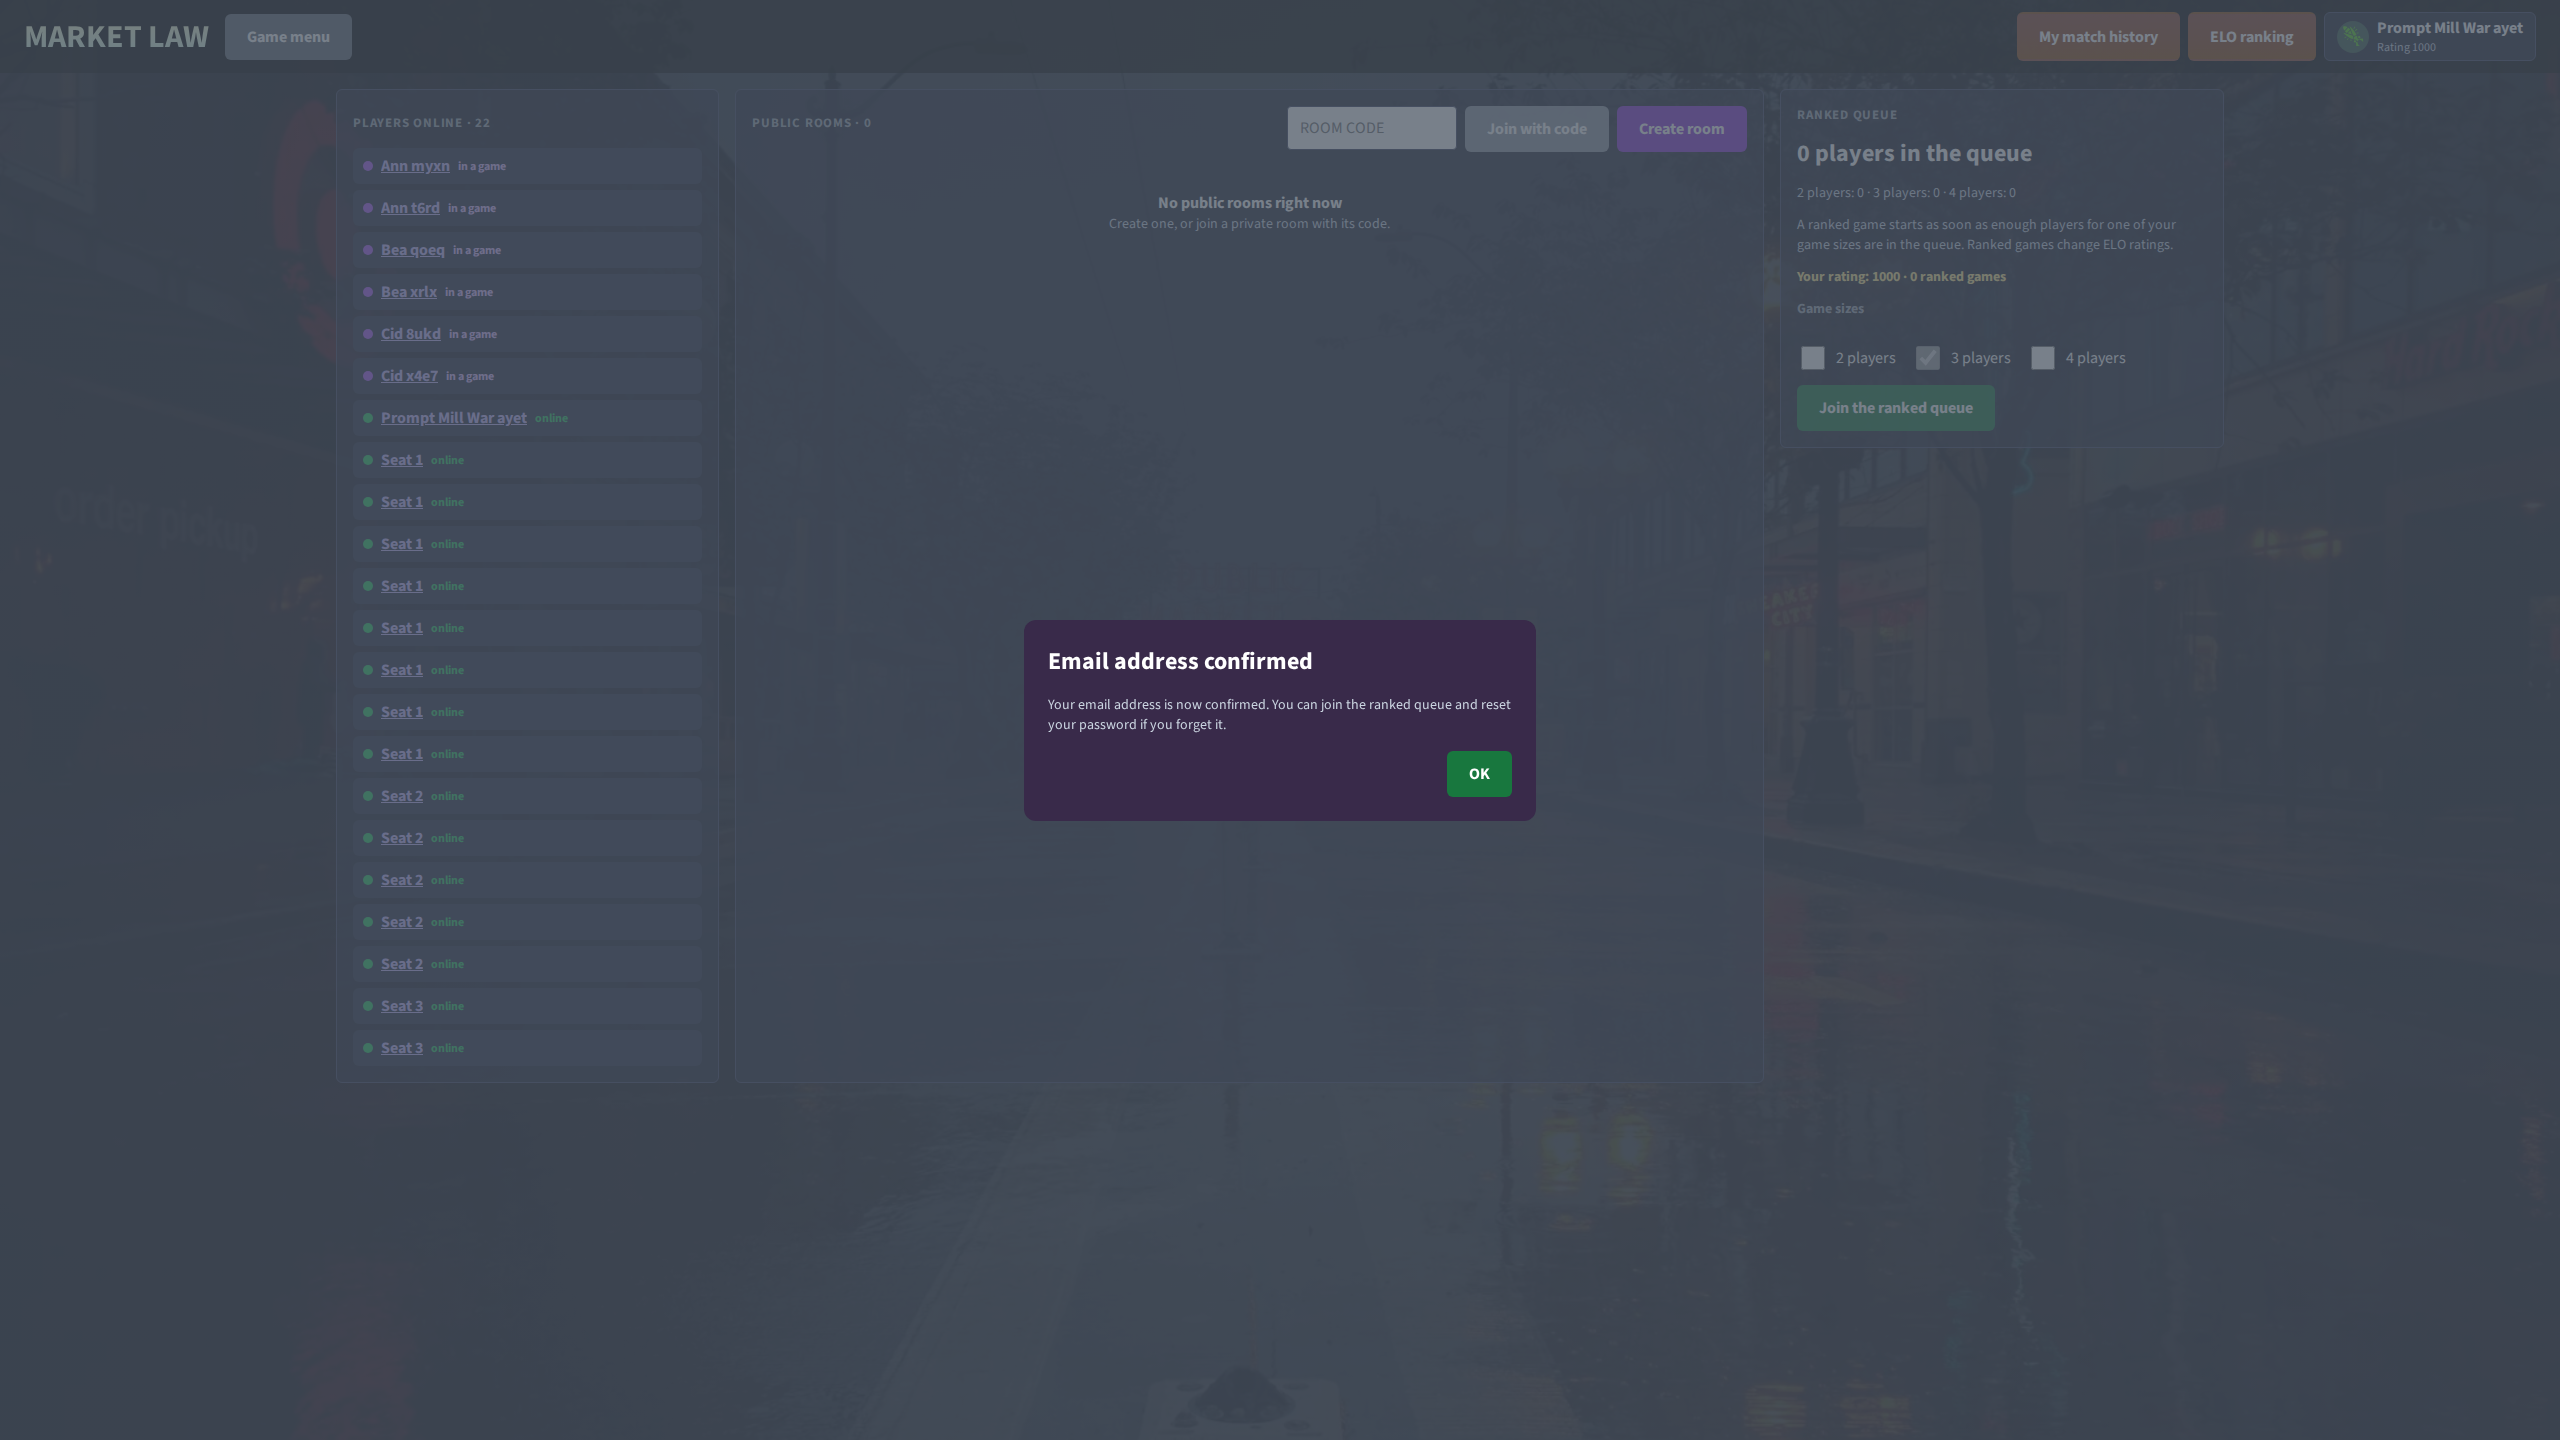 MARKET LAW
Game menu
My match history
ELO ranking
Prompt Mill War ayet
Rating 1000
PLAYERS ONLINE · 22
Ann myxn in a game
Ann t6rd in a game
Bea qoeq in a game
Bea xrlx in a game
Cid 8ukd in a game
Cid x4e7 in a game
Prompt Mill War ayet online
Seat 1 online
Seat 1 online
Seat 1 online
Seat 1 online
Seat 1 online
Seat 1 online
Seat 1 online
Seat 1 online
Seat 2 online
Seat 2 online
Seat 2 online
Seat 2 online
Seat 2 online
Seat 3 online
Seat 3 online
PUBLIC ROOMS · 0
ROOM CODE
Join with code
Create room
No public rooms right now
Create one, or join a private room with its code.
RANKED QUEUE
0 players in the queue
2 players: 0 · 3 players: 0 · 4 players: 0
A ranked game starts as soon as enough players for one of your
game sizes are in the queue. Ranked games change ELO ratings.
Your rating: 1000 · 0 ranked games
Game sizes
2 players
3 players
4 players
Join the ranked queue
Email address confirmed
Your email address is now confirmed. You can join the ranked queue and reset
your password if you forget it.
OK
order pickup